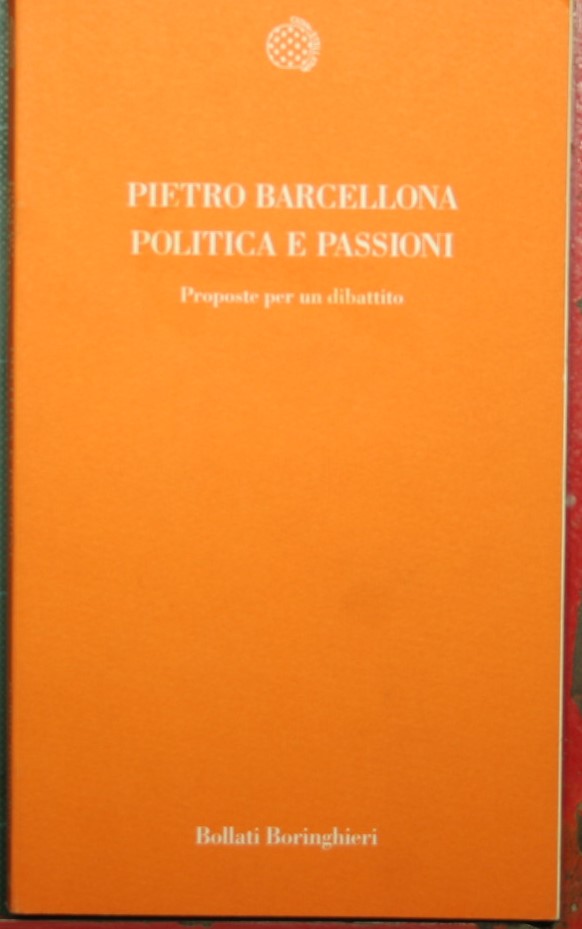 PIETRO BARCELLONA
POLITICA E PASSIONI
Proposte per un dibattito
Bollati Boringhieri